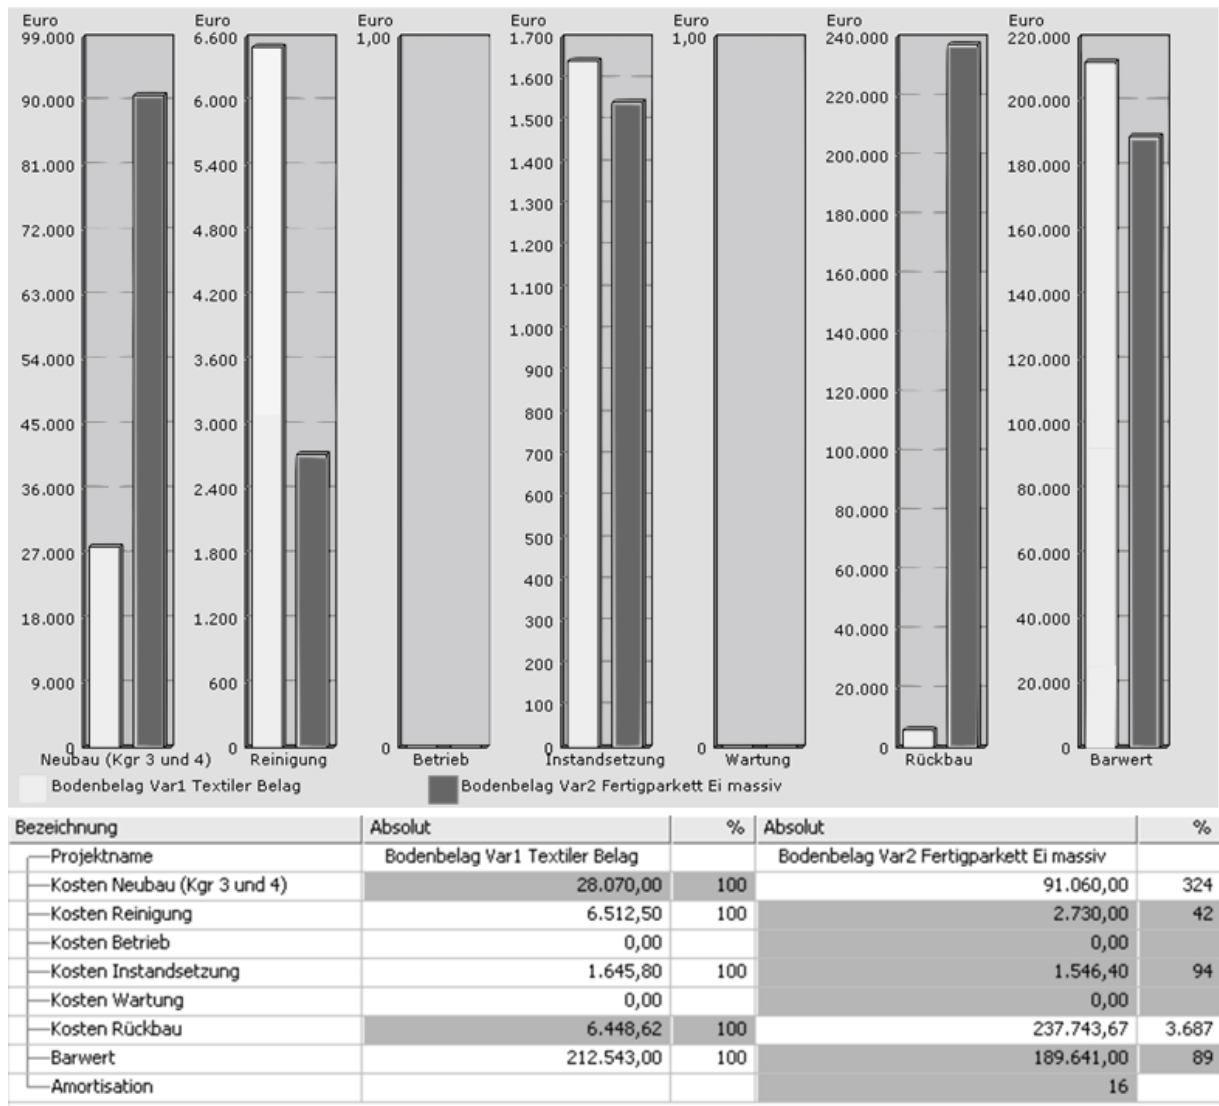 Euro Euro Euro Euro Euro Euro Euro
99.000 6.600 1,00 1.700 1,00 240.000 220.000
90.000 6.000 1.600 220.000 200.000
81.000 5.400 1.500 200.000 180.000
72.000 4.800 1.400 180.000 160.000
63.000 4.200 1.300 160.000 140.000
54.000 3.600 1.200 140.000 120.000
45.000 3.000 1.100 120.000 100.000
36.000 2.400 1.000 100.000 80.000
27.000 1.800 900 80.000 60.000
18.000 1.200 800 60.000 40.000
9.000 600 700 40.000 20.000
600 20.000
500
400
300
200
100
0 0 0 0 0 0 0
Neubau (Kgr 3 und 4) Reinigung Betrieb Instandsetzung Wartung Rückbau Barwert
Bodenbelag Var1 Textiler Belag Bodenbelag Var2 Fertigparkett Ei massiv
Bezeichnung Absolut % Absolut %
Projektname Bodenbelag Var1 Textiler Belag Bodenbelag Var2 Fertigparkett Ei massiv
Kosten Neubau (Kgr 3 und 4) 28.070,00 100 91.060,00 324
Kosten Reinigung 6.512,50 100 2.730,00 42
Kosten Betrieb 0,00 0,00
Kosten Instandsetzung 1.645,80 100 1.546,40 94
Kosten Wartung 0,00 0,00
Kosten Rückbau 6.448,62 100 237.743,67 3.687
Barwert 212.543,00 100 189.641,00 89
Amortisation 16